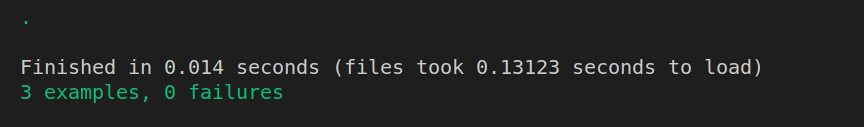 .
Finished in 0.014 seconds (files took 0.13123 seconds to load)
3 examples, 0 failures